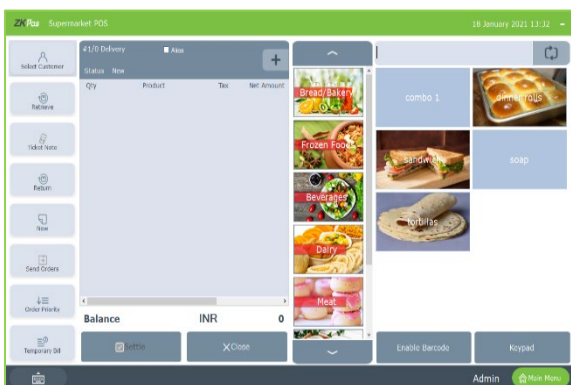 ZKPos Supermarket POS
18 January 2021 13:32
Select Customer
Retrieve
Ticket Note
Return
New
Send Orders
Order Priority
Temporary Bill
#1/0 Delivery
Status New
+
Qty Product Tax Net Amount
Balance INR 0
Settle
Close
Bread/Bakery
Frozen Foods
Beverages
Dairy
Meat
combo 1
dinner rolls
sandwich
soap
tortillas
Enable Barcode
Keypad
Admin
Main Menu